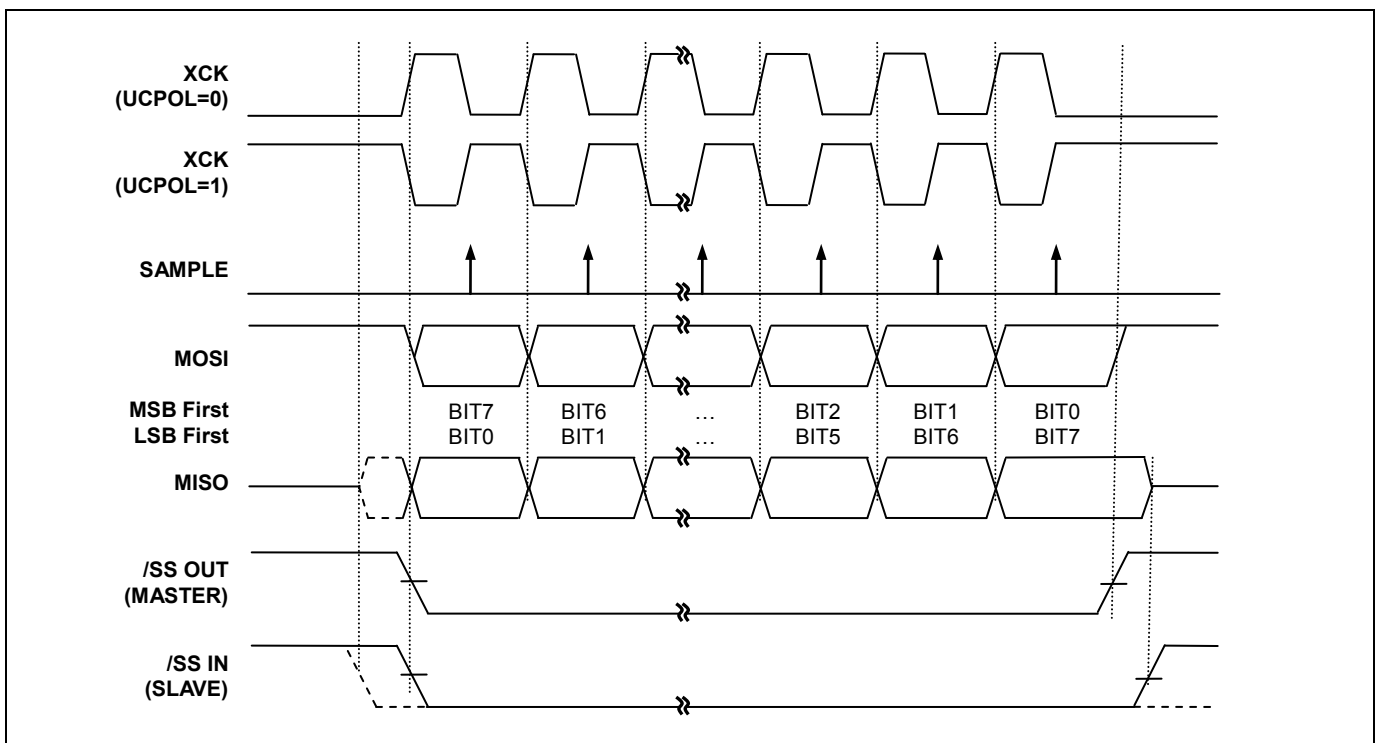 XCK
(UCPOL=0)
XCK
(UCPOL=1)
SAMPLE
MOSI
MSB First BIT7 BIT6 … BIT2 BIT1 BIT0
LSB First BIT0 BIT1 … BIT5 BIT6 BIT7
MISO
/SS OUT
(MASTER)
/SS IN
(SLAVE)